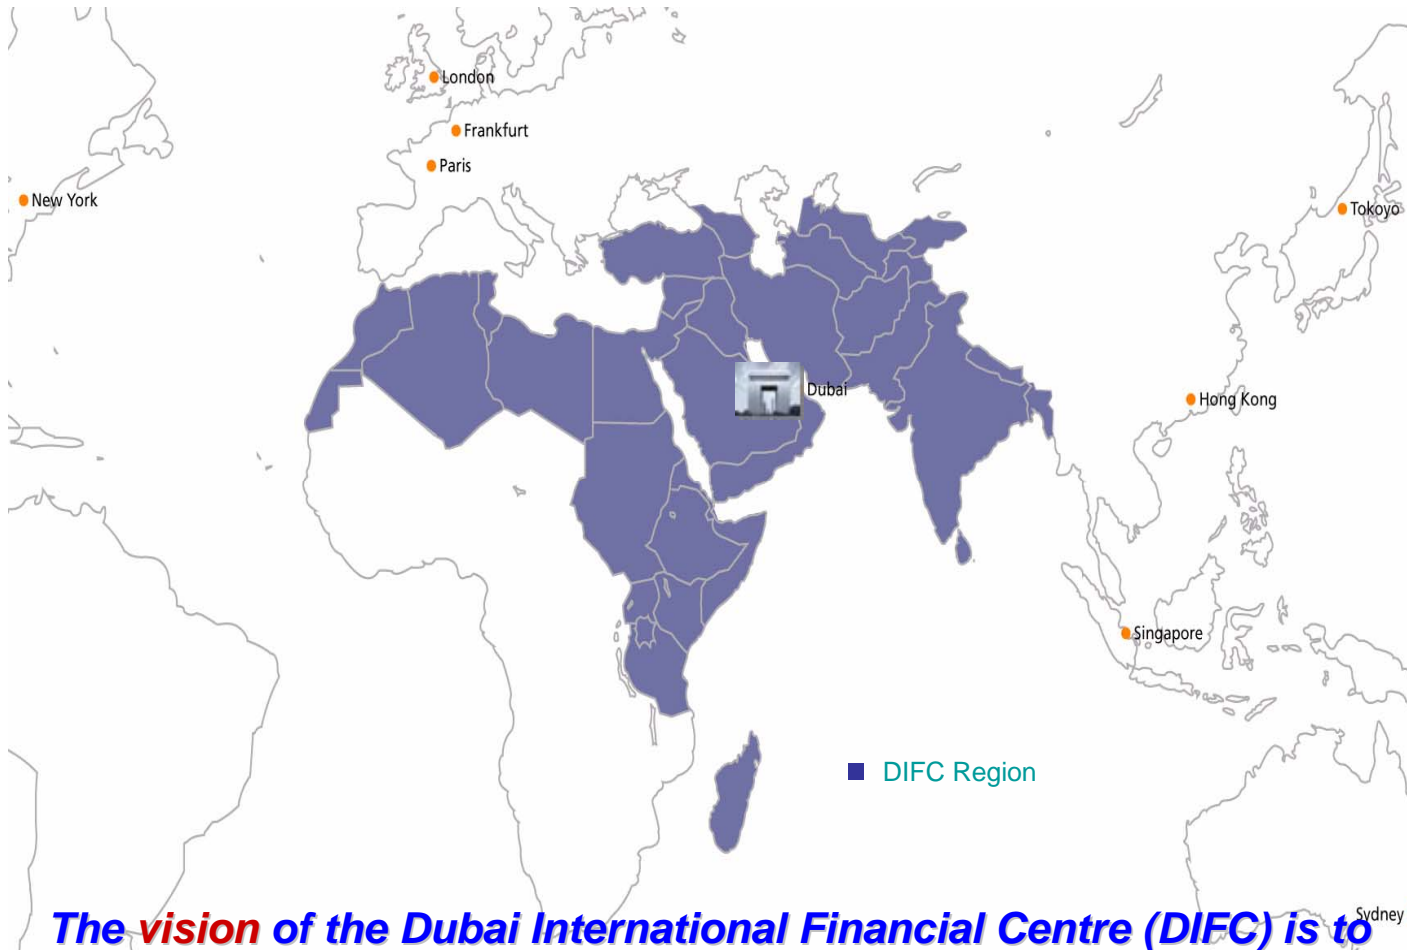 London
Frankfurt
Paris
New York
Tokoyo
Dubai
Hong Kong
Singapore
DIFC Region
Sydney
The vision of the Dubai International Financial Centre (DIFC) is to